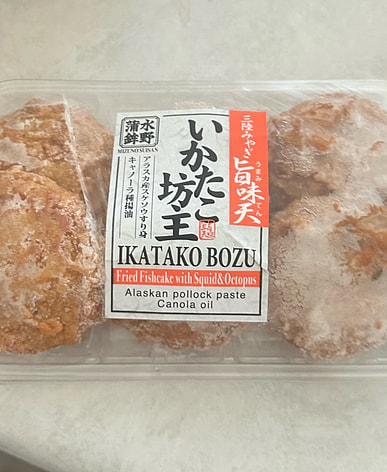 三陸みやぎ旨味天
うまみてん
水野蒲鉾
MIZUNO SUISAN
いかたこ坊主
アラスカ産スケソウすり身
キャノーラ種揚油
IKATAKO BOZU
Fried Fishcake with Squid & Octopus
Alaskan pollock paste
Canola oil